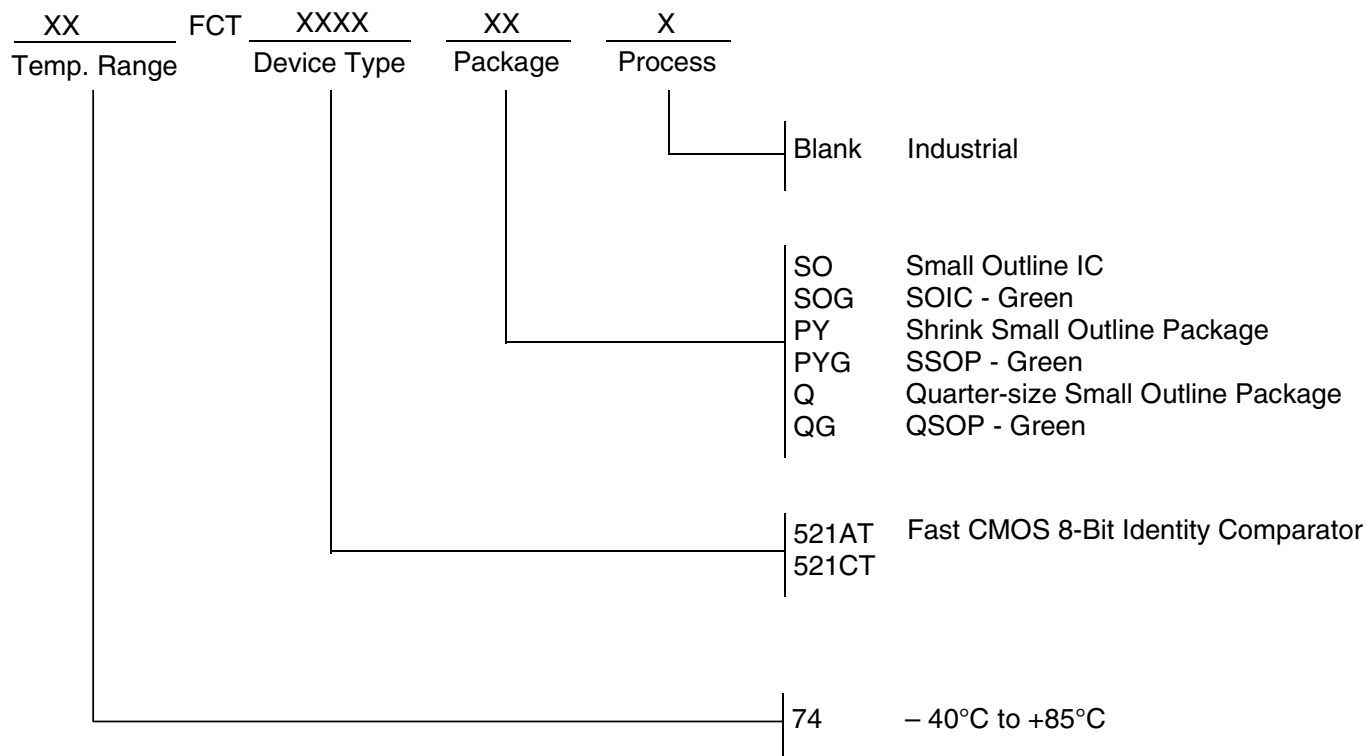 XX FCT XXXX XX X
Temp. Range Device Type Package Process
Blank Industrial
SO Small Outline IC
SOG SOIC - Green
PY Shrink Small Outline Package
PYG SSOP - Green
Q Quarter-size Small Outline Package
QG QSOP - Green
521AT Fast CMOS 8-Bit Identity Comparator
521CT
74 – 40°C to +85°C